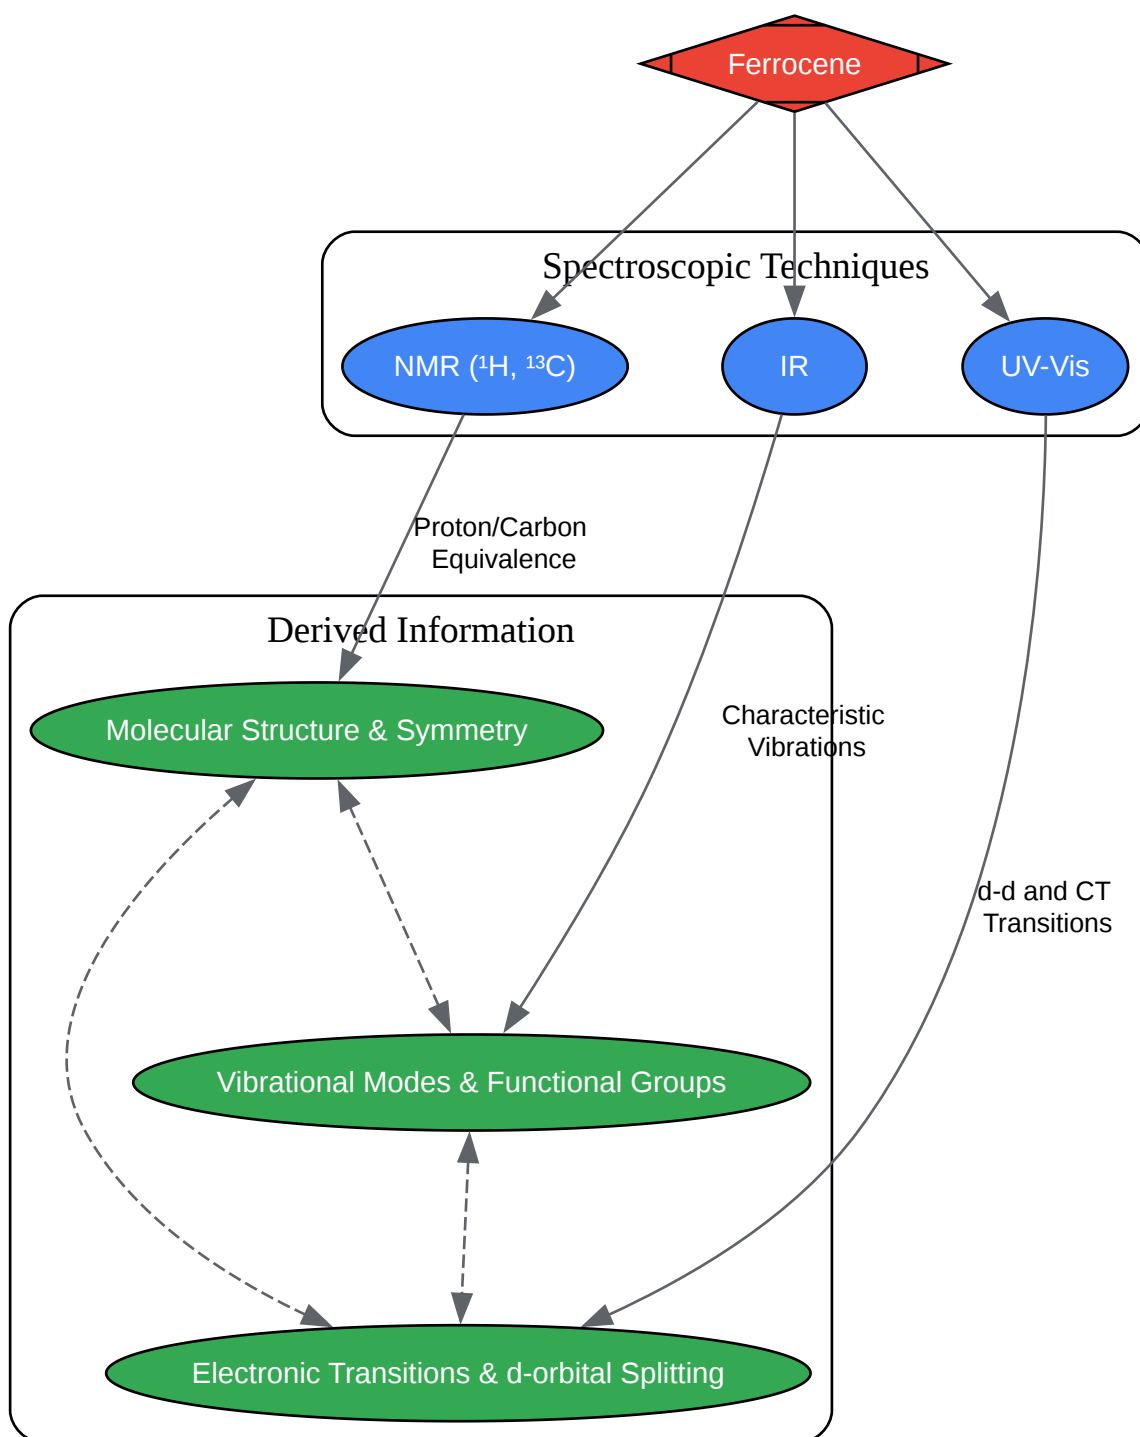 Ferrocene
Spectroscopic Techniques
NMR (¹H, ¹³C)
IR
UV-Vis
Proton/Carbon
Equivalence
Derived Information
Molecular Structure & Symmetry
Characteristic
Vibrations
d-d and CT
Transitions
Vibrational Modes & Functional Groups
Electronic Transitions & d-orbital Splitting